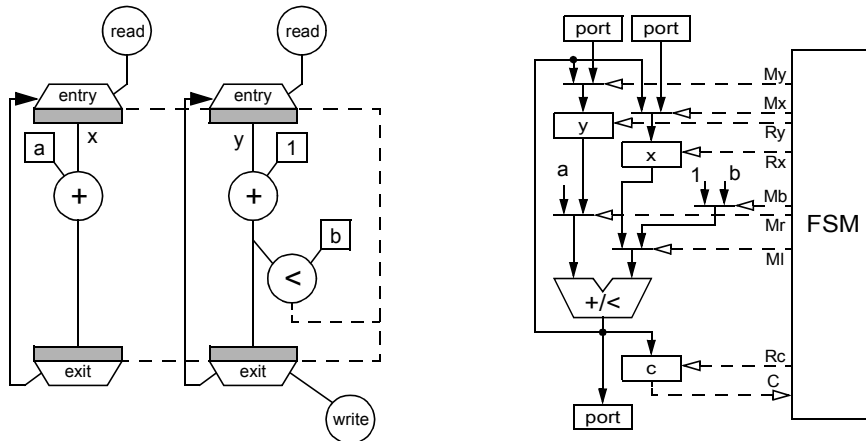 read
read
entry
entry
x
y
a
1
+
+
b
<
exit
exit
write
port
port
My
Mx
y
Ry
x
Rx
a
1
b
Mb
Mr
Ml
FSM
+/<
Rc
c
C
port